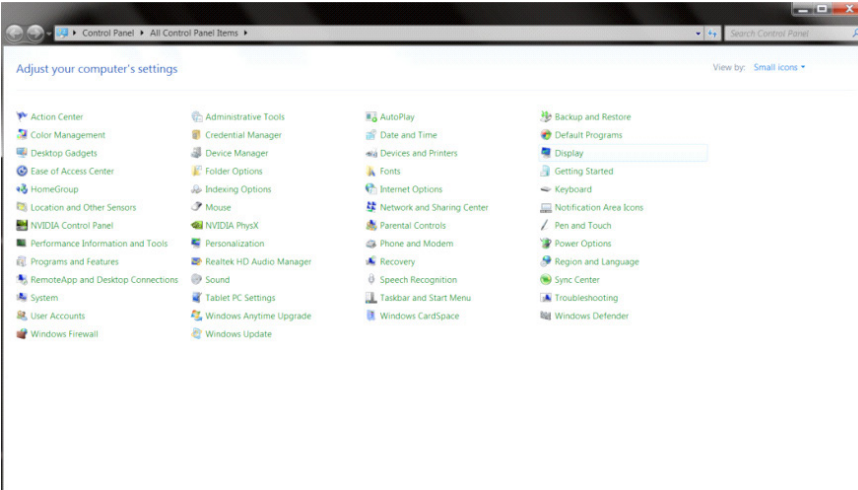 Control Panel All Control Panel Items Search Control Panel
Adjust your computer's settings View by: Small icons
Action Center Administrative Tools AutoPlay Backup and Restore
Color Management Credential Manager Date and Time Default Programs
Desktop Gadgets Device Manager Devices and Printers Display
Ease of Access Center Folder Options Fonts Getting Started
HomeGroup Indexing Options Internet Options Keyboard
Location and Other Sensors Mouse Network and Sharing Center Notification Area Icons
NVIDIA Control Panel NVIDIA PhysX Parental Controls Pen and Touch
Performance Information and Tools Personalization Phone and Modem Power Options
Programs and Features Realtek HD Audio Manager Recovery Region and Language
RemoteApp and Desktop Connections Sound Speech Recognition Sync Center
System Tablet PC Settings Taskbar and Start Menu Troubleshooting
User Accounts Windows Anytime Upgrade Windows CardSpace Windows Defender
Windows Firewall Windows Update